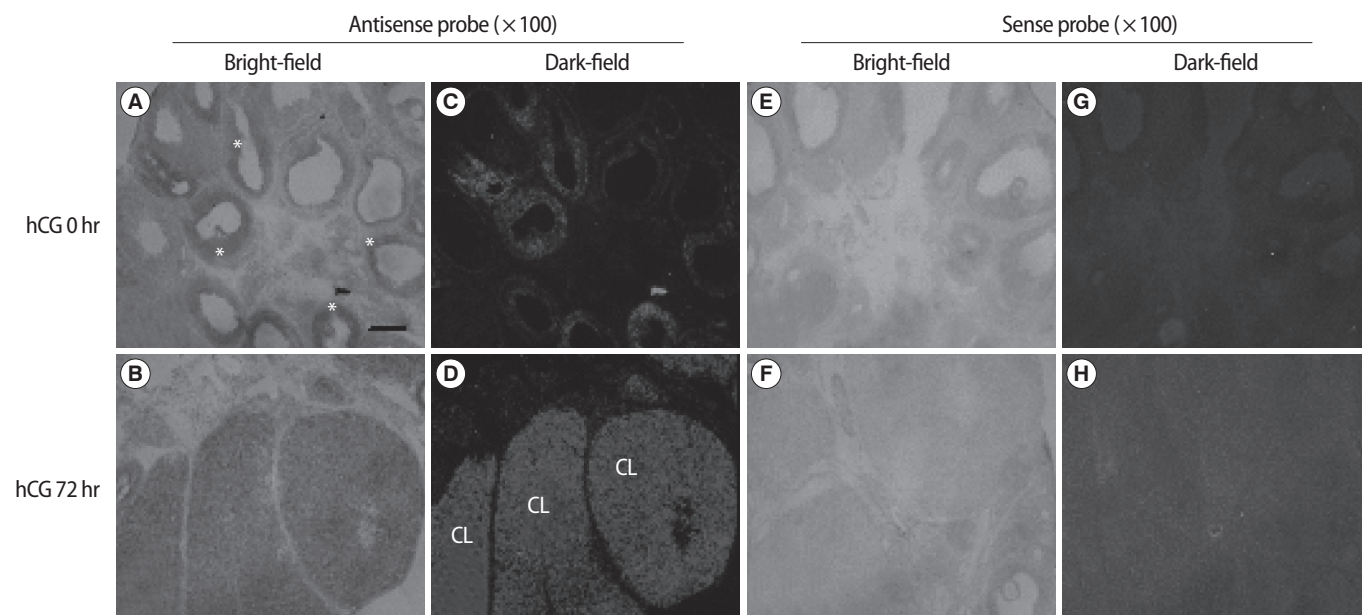 Antisense probe (×100)
Sense probe (×100)
Bright-field
Dark-field
Bright-field
Dark-field
hCG 0 hr
A
*
*
*
*
C
E
G
hCG 72 hr
B
D
CL
CL
CL
F
H